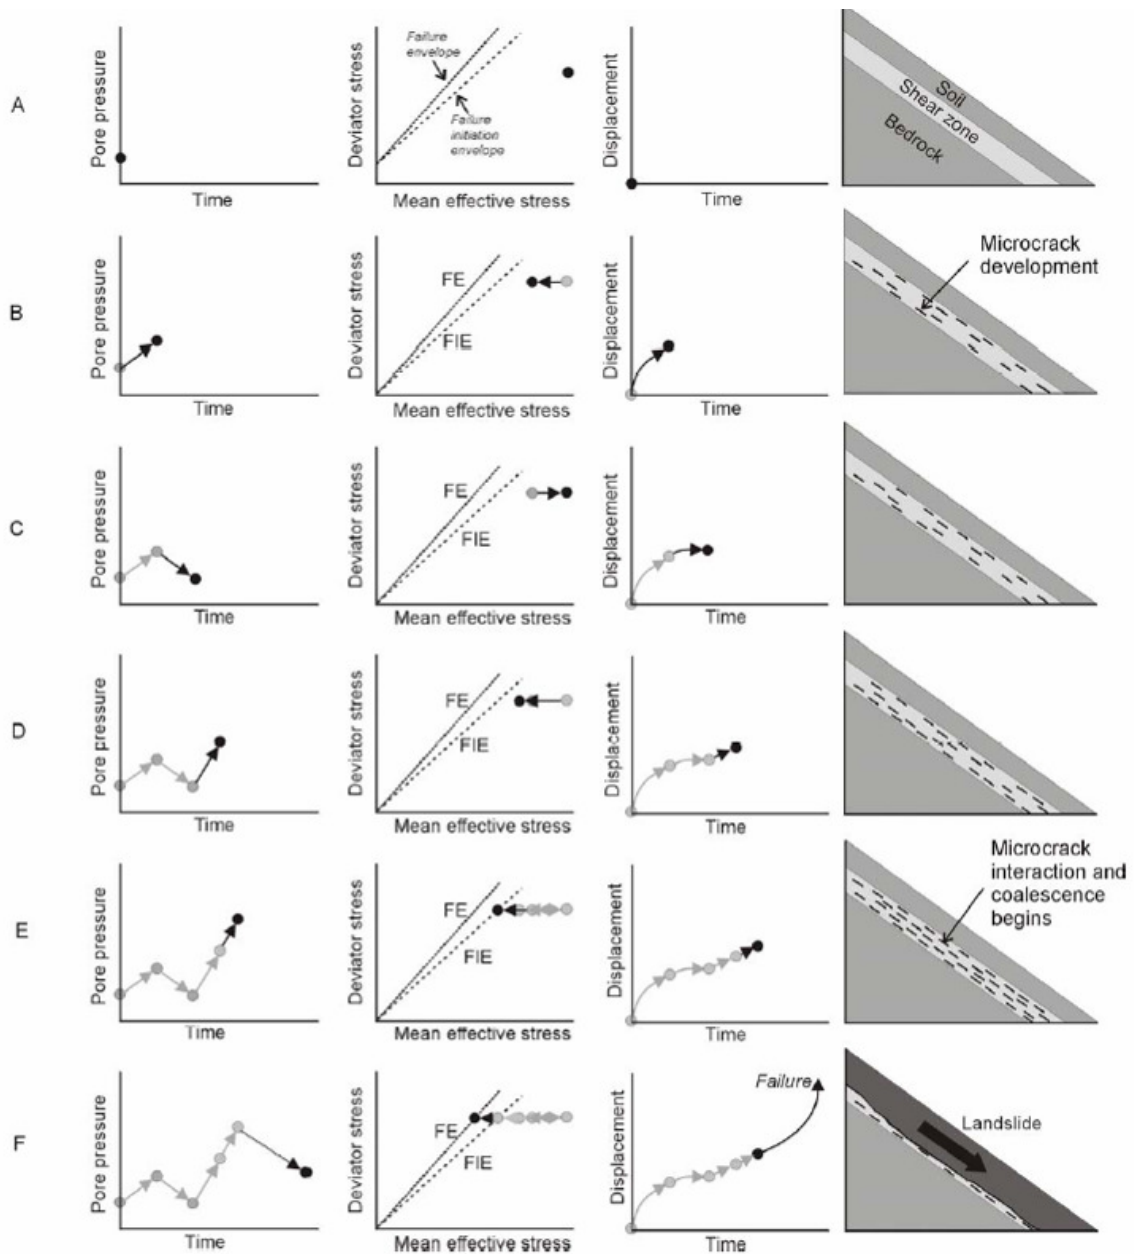 A
Pore pressure
Time
Deviator stress
Failure
envelope
Failure
initiation
envelope
Mean effective stress
Displacement
Time
Soil
Shear zone
Bedrock
B
Pore pressure
Time
Deviator stress
FE
FIE
Mean effective stress
Displacement
Time
Microcrack
development
C
Pore pressure
Time
Deviator stress
FE
FIE
Mean effective stress
Displacement
Time
D
Pore pressure
Time
Deviator stress
FE
FIE
Mean effective stress
Displacement
Time
E
Pore pressure
Time
Deviator stress
FE
FIE
Mean effective stress
Displacement
Time
Microcrack
interaction and
coalescence
begins
F
Pore pressure
Time
Deviator stress
FE
FIE
Mean effective stress
Displacement
Failure
Time
Landslide